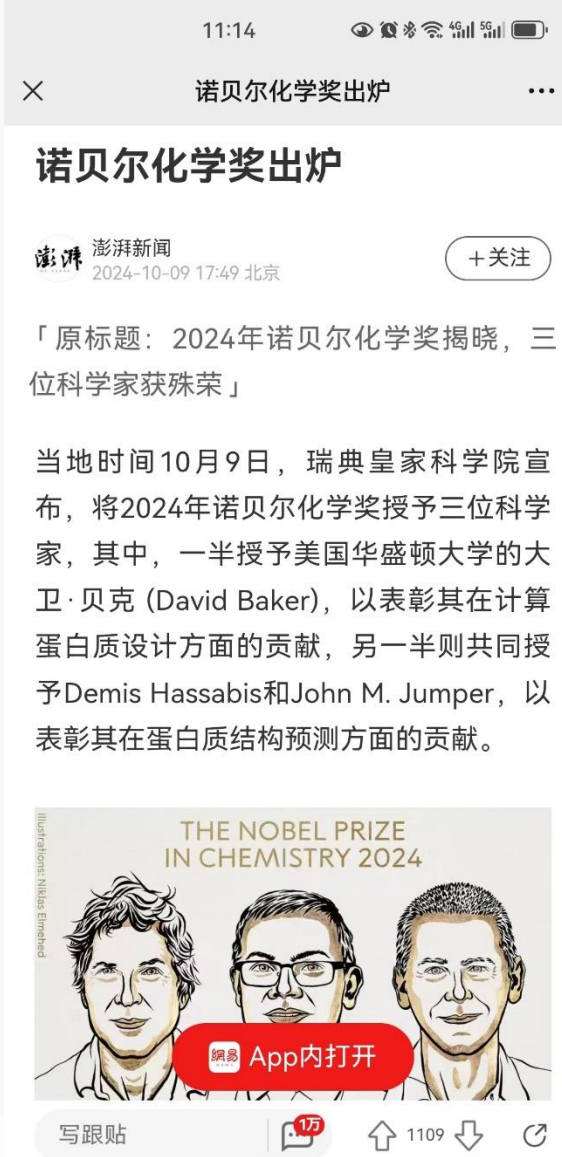 11:14
4G 5G
诺贝尔化学奖出炉
诺贝尔化学奖出炉
澎湃
澎湃新闻
2024-10-09 17:49 北京
+关注
「原标题：2024年诺贝尔化学奖揭晓，三
位科学家获殊荣」
当地时间10月9日，瑞典皇家科学院宣
布，将2024年诺贝尔化学奖授予三位科学
家，其中，一半授予美国华盛顿大学的大
卫·贝克 (David Baker)，以表彰其在计算
蛋白质设计方面的贡献，另一半则共同授
予Demis Hassabis和John M. Jumper，以
表彰其在蛋白质结构预测方面的贡献。
Illustrations: Niklas Elmehed
THE NOBEL PRIZE
IN CHEMISTRY 2024
網易
App内打开
写跟贴
1万
1109